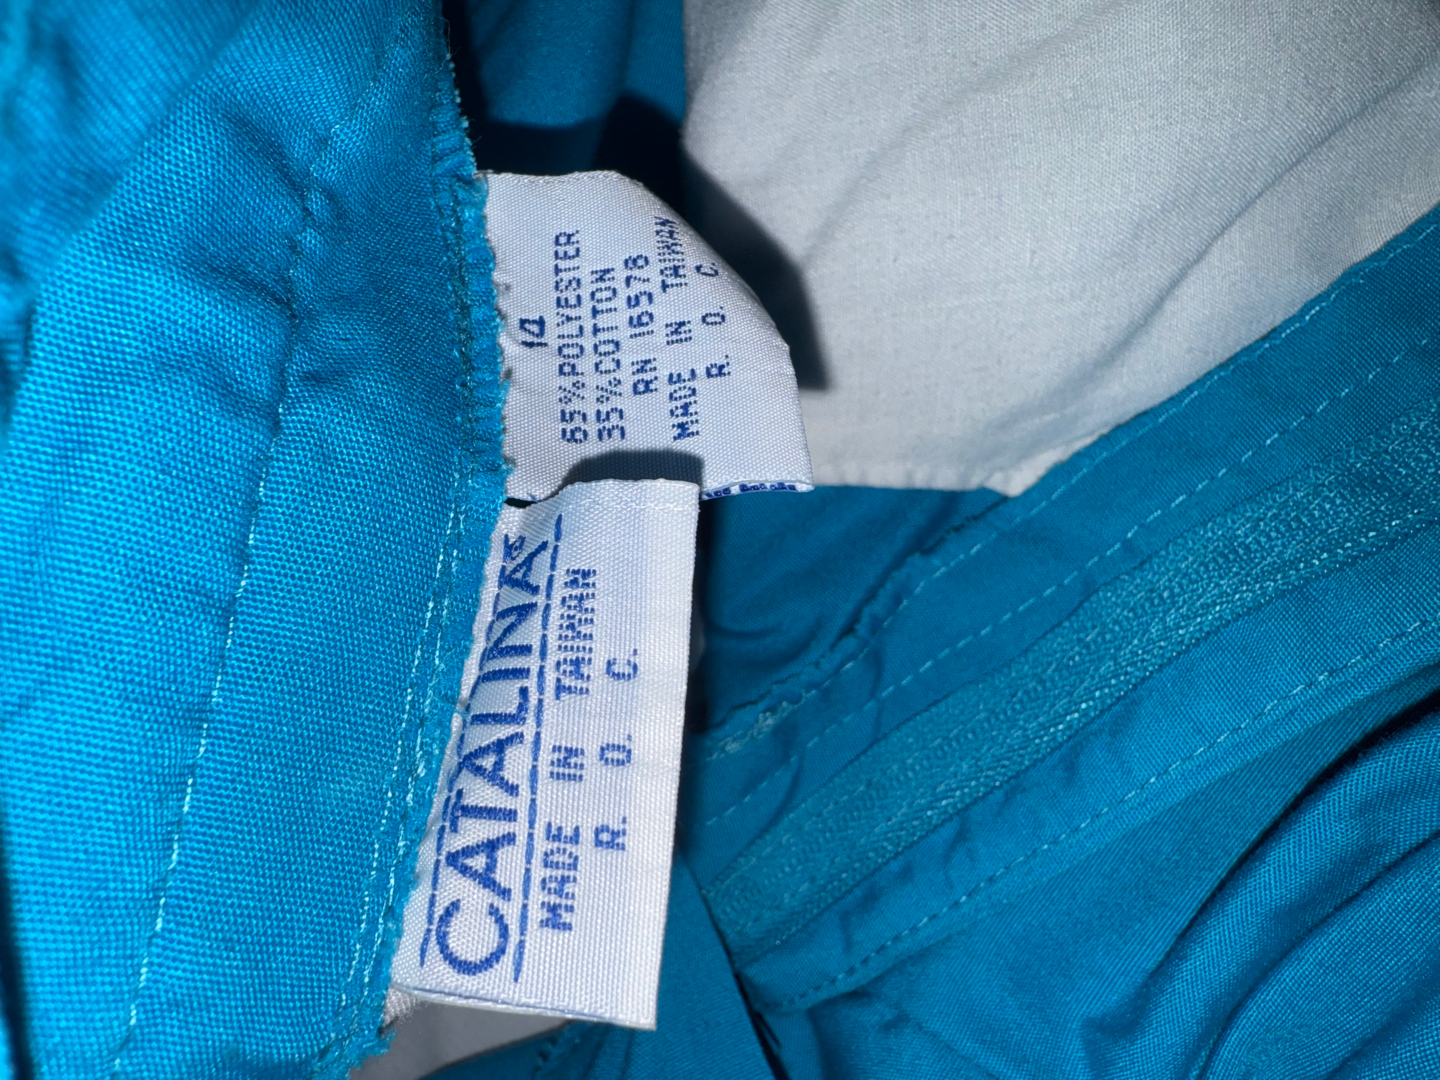 14
65%POLYESTER
35%COTTON
RN 16578
MADE IN TAIWAN
R. O. C.
CATALINA®
MADE IN TAIWAN
R. O. C.